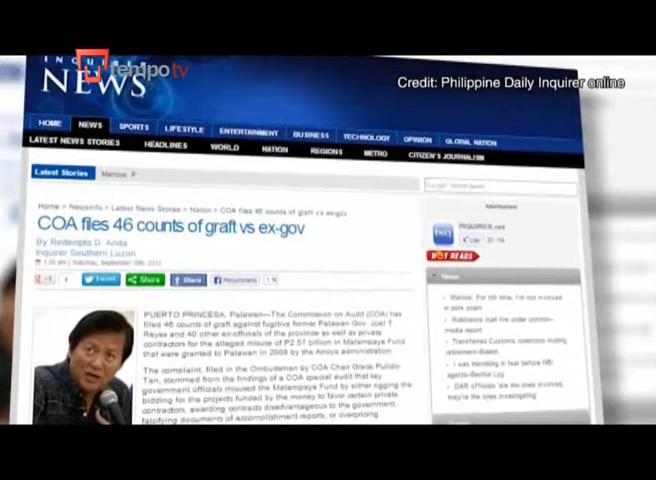 tempo tv
Credit: Philippine Daily Inquirer online
INQUIRER
NEWS
HOME NEWS SPORTS LIFESTYLE ENTERTAINMENT BUSINESS TECHNOLOGY OPINION GLOBAL NATION
LATEST NEWS STORIES HEADLINES WORLD NATION REGIONS METRO CITIZEN'S JOURNALISM
Latest Stories
Home > Newsinfo > Latest News Stories > Nation > COA files 46 counts of graft vs ex-gov
COA files 46 counts of graft vs ex-gov
By Redempto D. Anda
Inquirer Southern Luzon
Tweet Share Share
INQUIRER.net
HOT READS
News
PUERTO PRINCESA, Palawan—The Commission on Audit (COA) has
filed 46 counts of graft against fugitive former Palawan Gov. Joel T.
Reyes and 40 other ex-officials of the province as well as private
contractors for the alleged misuse of P2.57 billion in Malampaya Fund
that were granted to Palawan in 2008 by the Arroyo administration.
The complaint, filed in the Ombudsman by COA Chair Grace Pulido-
Tan, stemmed from the findings of a COA special audit that key
government officials misused the Malampaya Fund by either rigging the
bidding for the projects funded by the money to favor certain private
contractors, awarding contracts disadvantageous to the government,
falsifying documents of accomplishment reports, or overpricing
Marcos: For nth time, I'm not involved
in pork scam
media report
Transferred Customs collectors mulling
I was trembling in fear before NBI
DAR officials 'are the ones involved,
they're the ones investigating'